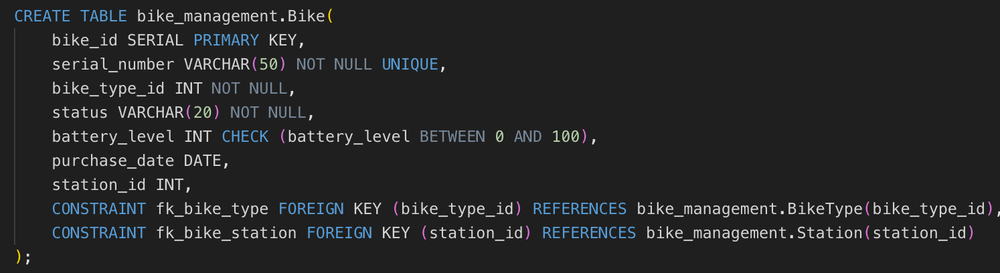 CREATE TABLE bike_management.Bike(
    bike_id SERIAL PRIMARY KEY,
    serial_number VARCHAR(50) NOT NULL UNIQUE,
    bike_type_id INT NOT NULL,
    status VARCHAR(20) NOT NULL,
    battery_level INT CHECK (battery_level BETWEEN 0 AND 100),
    purchase_date DATE,
    station_id INT,
    CONSTRAINT fk_bike_type FOREIGN KEY (bike_type_id) REFERENCES bike_management.BikeType(bike_type_id),
    CONSTRAINT fk_bike_station FOREIGN KEY (station_id) REFERENCES bike_management.Station(station_id)
);